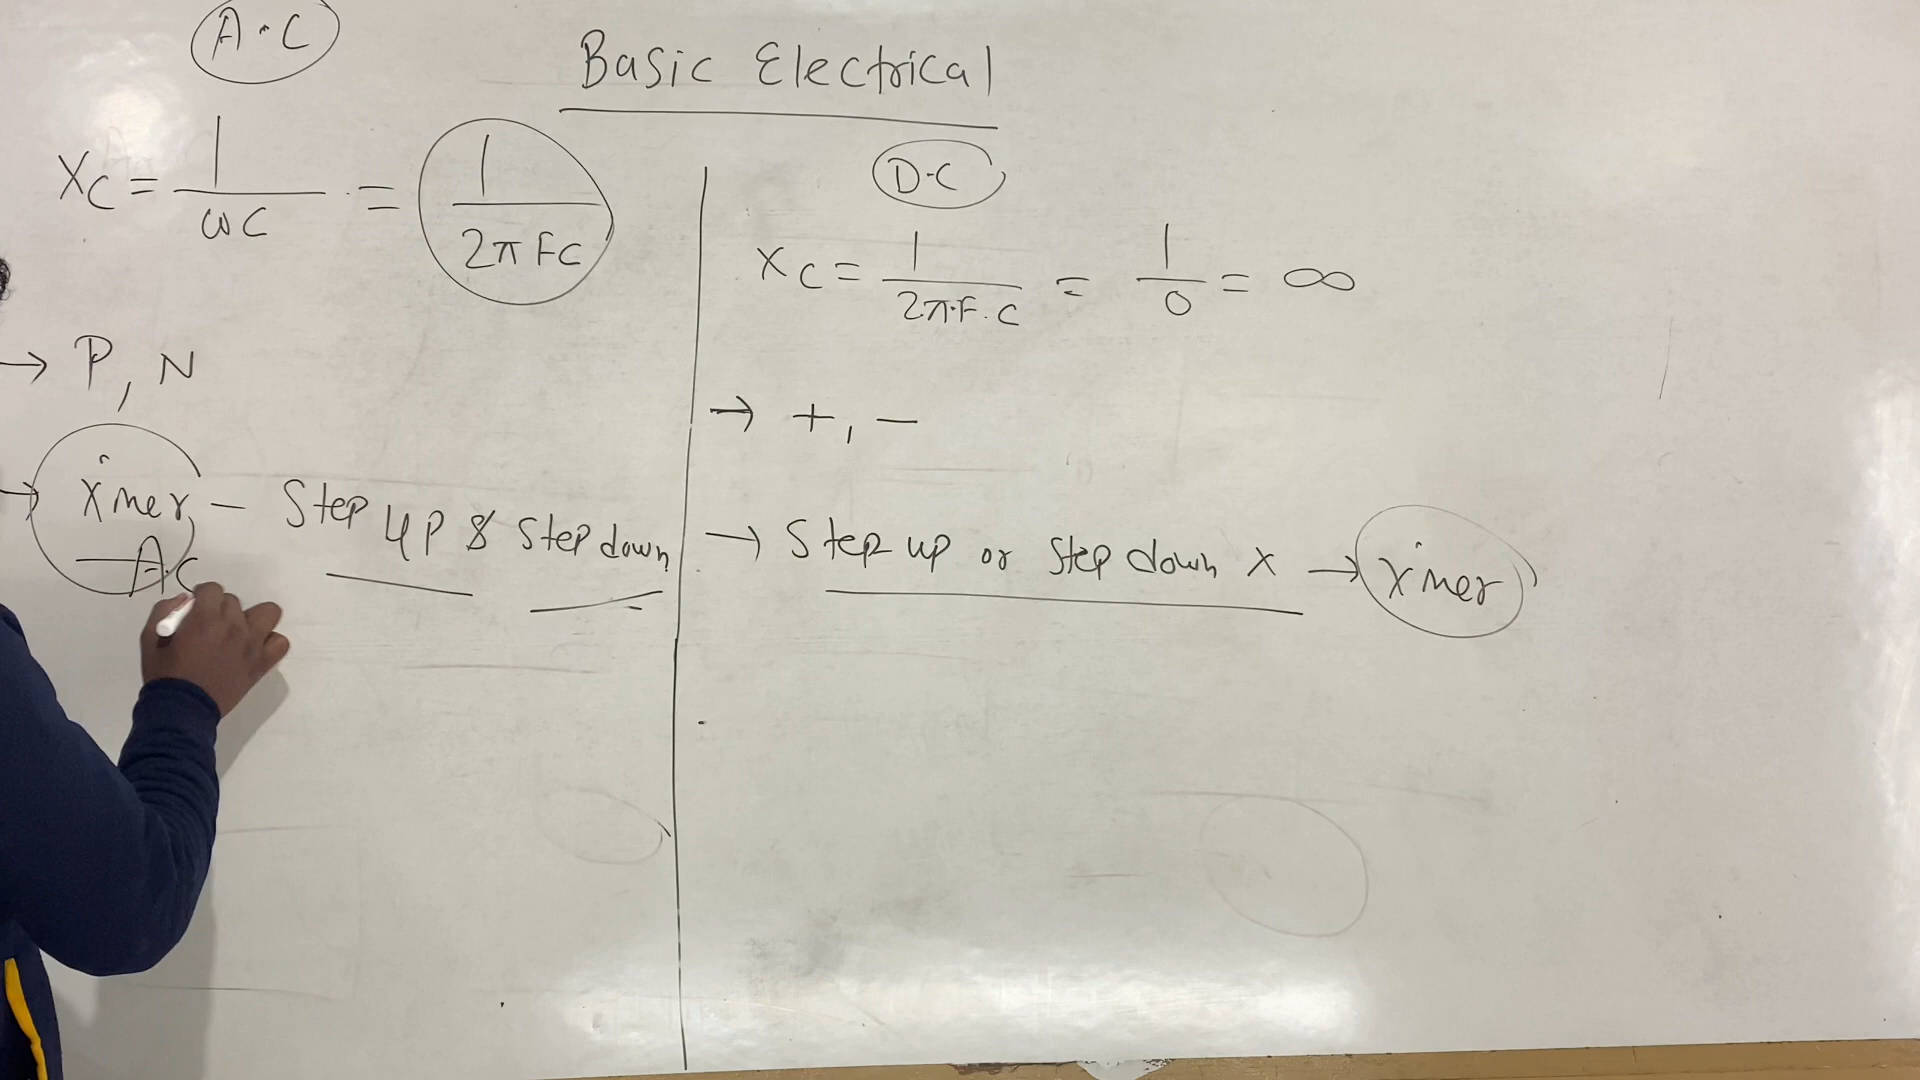 Basic Electrical
A.C
Xc = 1/ωC = 1/2πFC
→ P, N
→ x'mer - Step up & Step down
AC
D.C
Xc = 1/2π.F.C = 1/0 = ∞
→ +, -
→ Step up or Step down X → x'mer